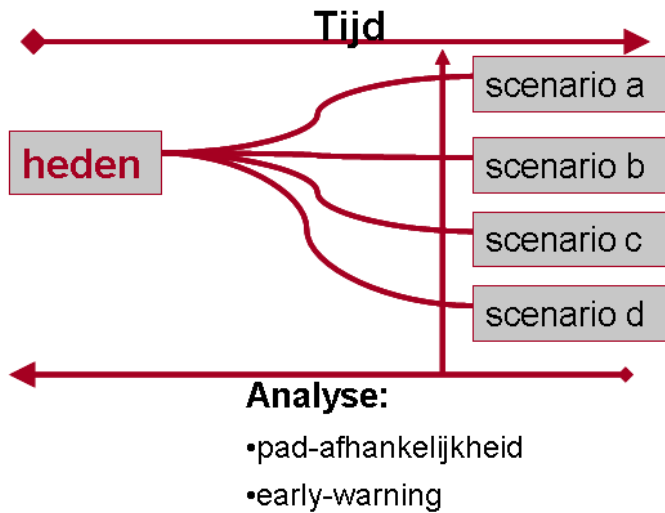 Tijd
scenario a
heden
scenario b
scenario c
scenario d
Analyse:
•pad-afhankelijkheid
•early-warning